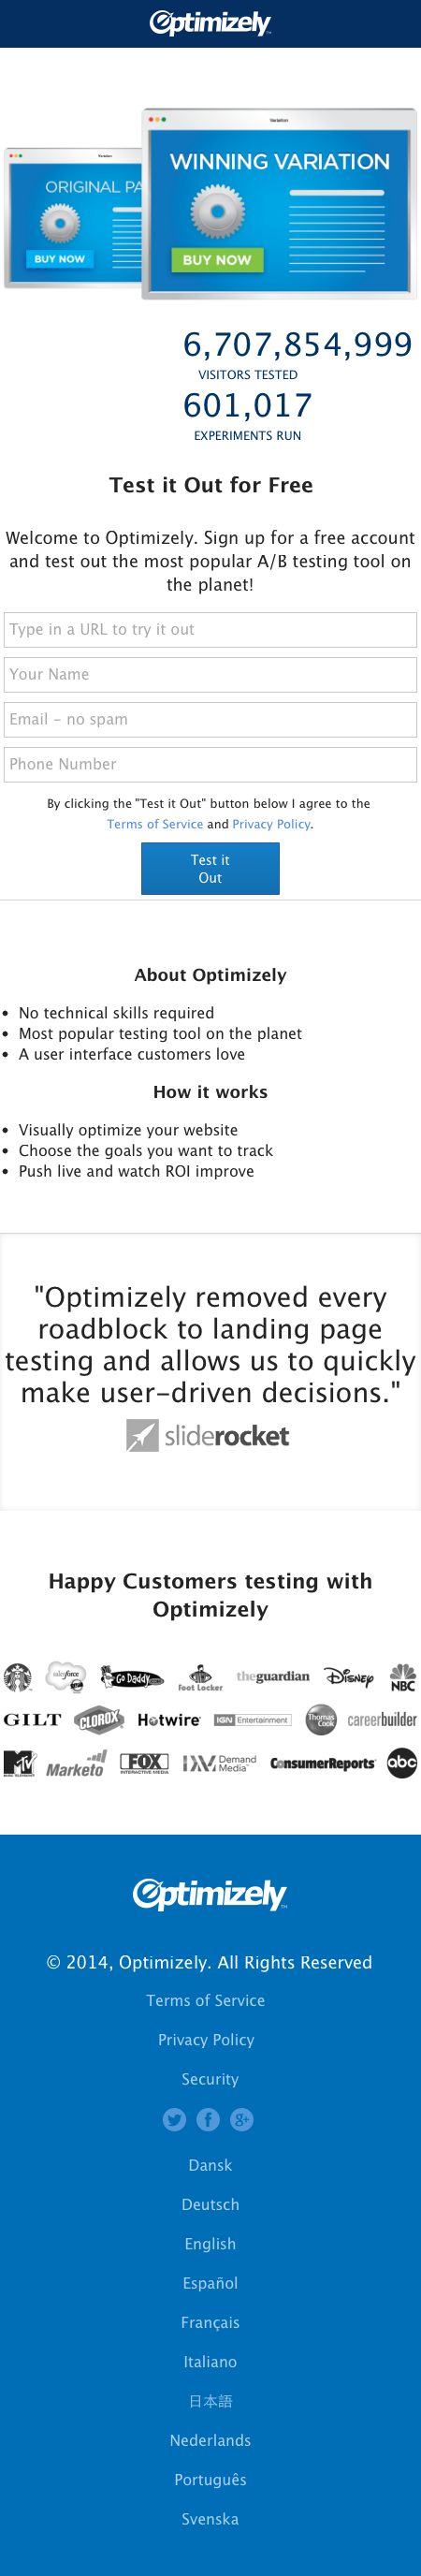 Optimizely
Variation
Variation
ORIGINAL PA
WINNING VARIATION
BUY NOW
BUY NOW
6,707,854,999
VISITORS TESTED
601,017
EXPERIMENTS RUN
Test it Out for Free
Welcome to Optimizely. Sign up for a free account
and test out the most popular A/B testing tool on
the planet!
Type in a URL to try it out
Your Name
Email - no spam
Phone Number
By clicking the "Test it Out" button below I agree to the
Terms of Service and Privacy Policy.
Test it
Out
About Optimizely
• No technical skills required
• Most popular testing tool on the planet
• A user interface customers love
How it works
• Visually optimize your website
• Choose the goals you want to track
• Push live and watch ROI improve
"Optimizely removed every
roadblock to landing page
testing and allows us to quickly
make user-driven decisions."
sliderocket
Happy Customers testing with
Optimizely
salesforce Go Daddy Foot Locker theguardian Disney NBC
GILT CLOROX Hotwire IGN Entertainment Thomas Cook careerbuilder
MTV MUSIC TELEVISION Marketo FOX INTERACTIVE MEDIA Demand Media ConsumerReports abc
Optimizely
© 2014, Optimizely. All Rights Reserved
Terms of Service
Privacy Policy
Security
Dansk
Deutsch
English
Español
Français
Italiano
日本語
Nederlands
Português
Svenska